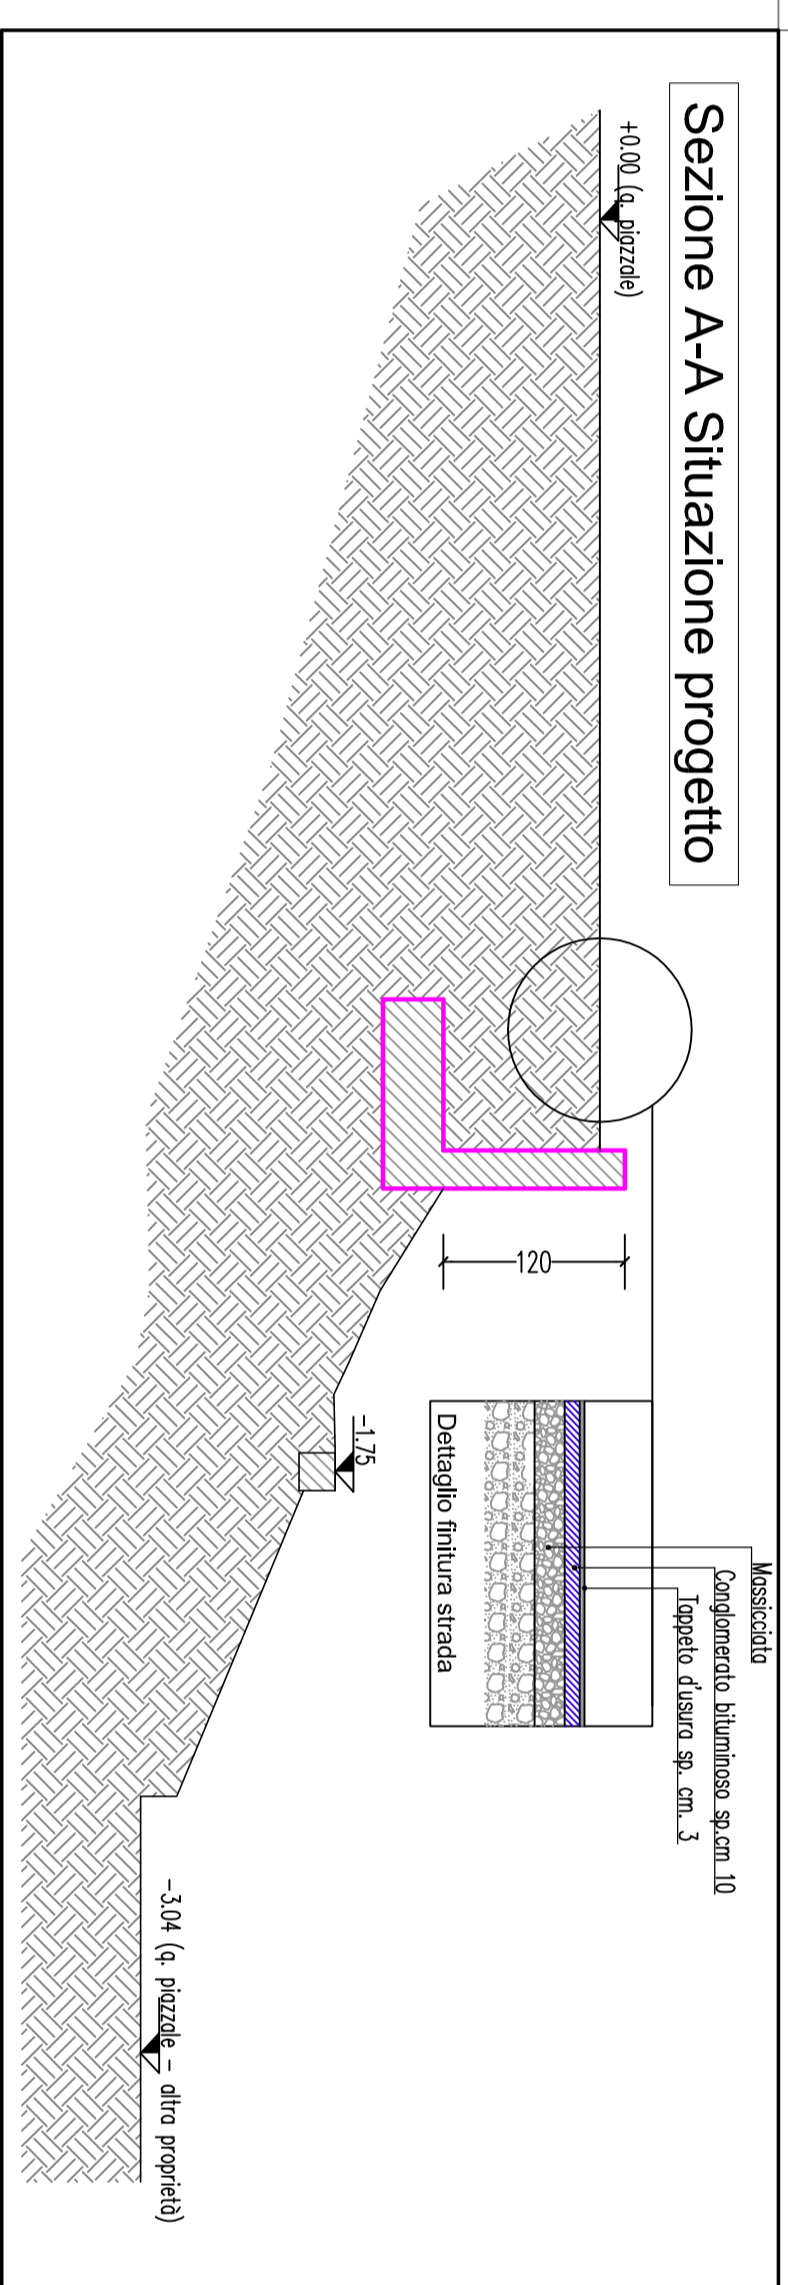 Sezione A-A Situazione progetto
+0.00 (q. piazzale)
Massicciata
Conglomerato bituminoso sp.cm 10
Tappeto d'usura sp. cm. 3
Dettaglio finitura strada
120
-1.75
-3.04 (q. piazzale - altra proprietà)